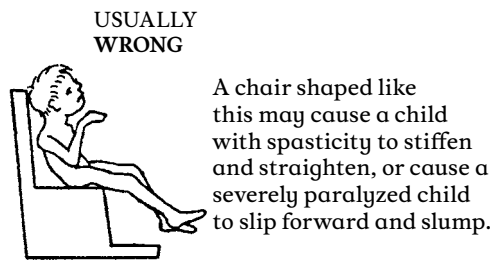 USUALLY
WRONG
A chair shaped like
this may cause a child
with spasticity to stiffen
and straighten, or cause a
severely paralyzed child
to slip forward and slump.